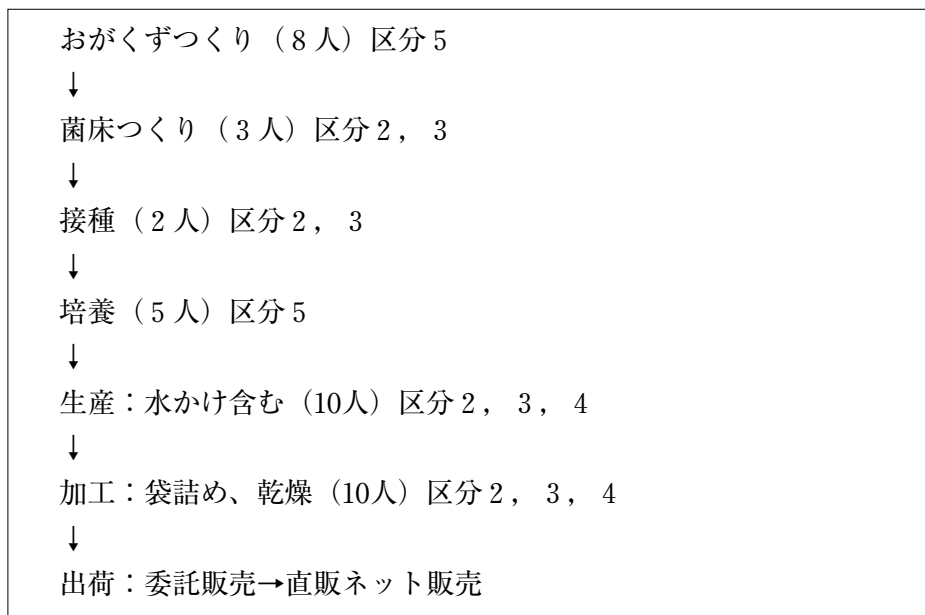 おがくずつくり（8人）区分5
↓
菌床つくり（3人）区分2，3
↓
接種（2人）区分2，3
↓
培養（5人）区分5
↓
生産：水かけ含む（10人）区分2，3，4
↓
加工：袋詰め、乾燥（10人）区分2，3，4
↓
出荷：委託販売→直販ネット販売